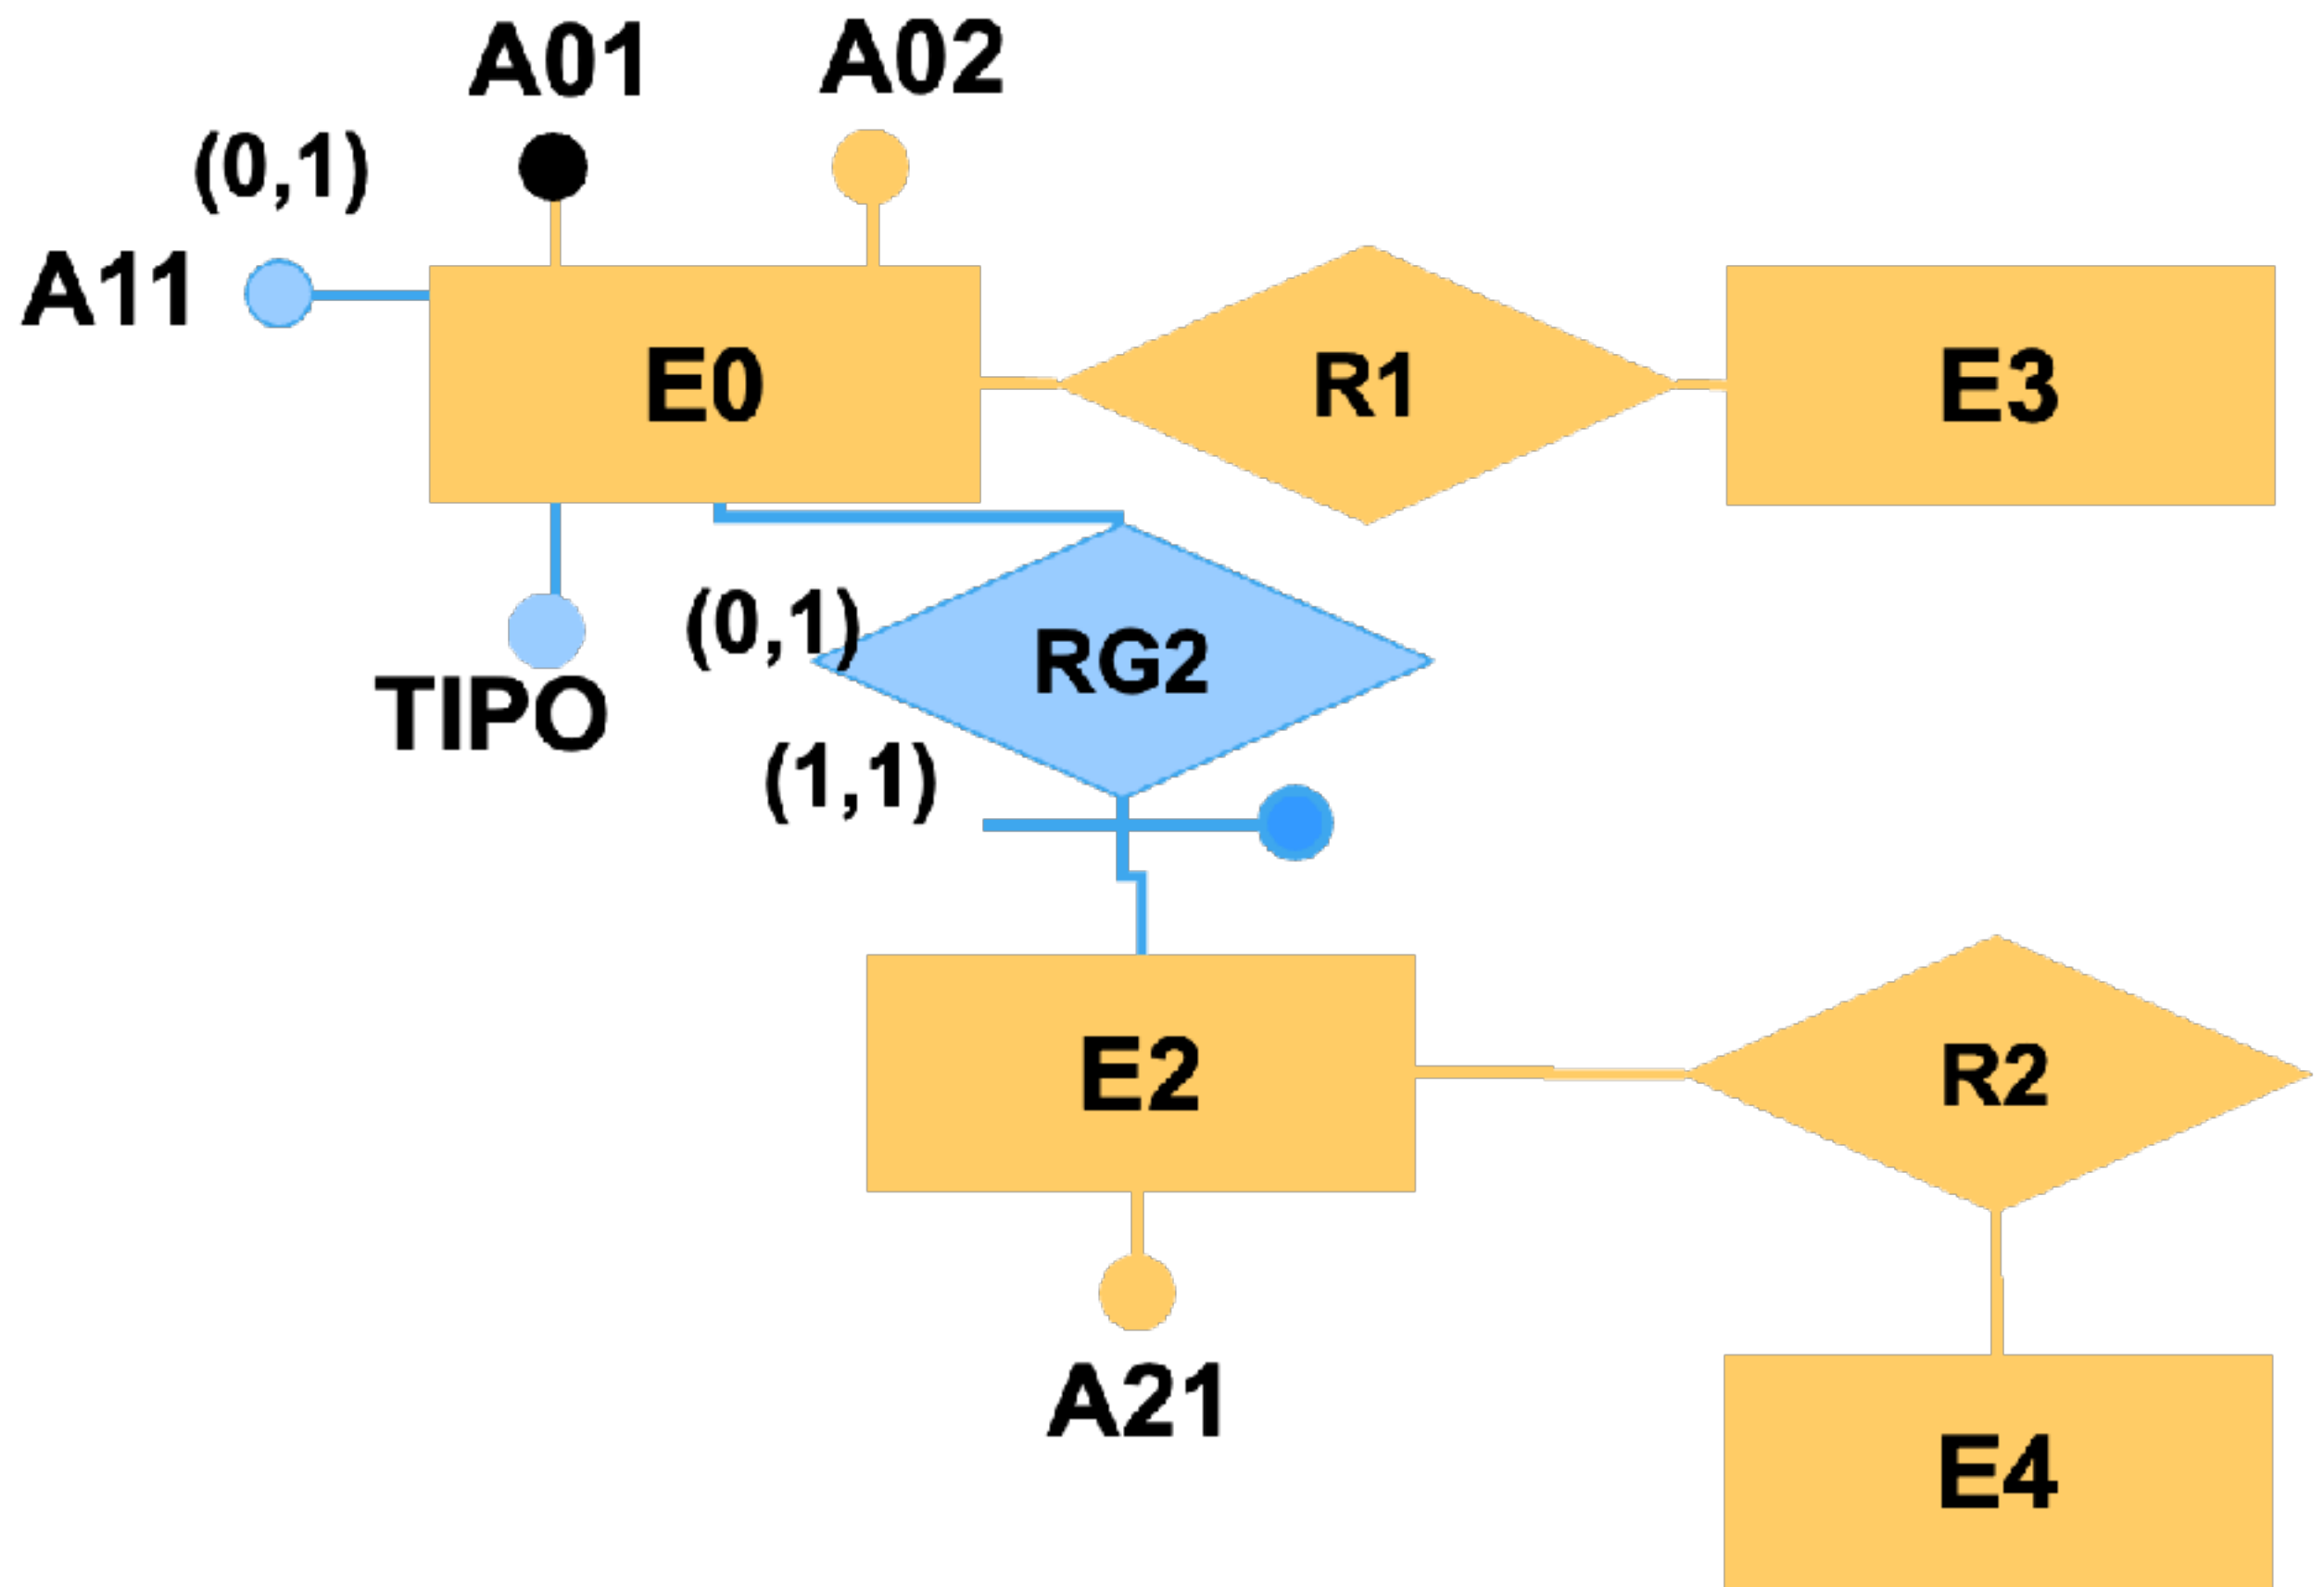 A01
A02
(0,1)
A11
E0
R1
E3
(0,1)
RG2
TIPO
(1,1)
E2
R2
A21
E4